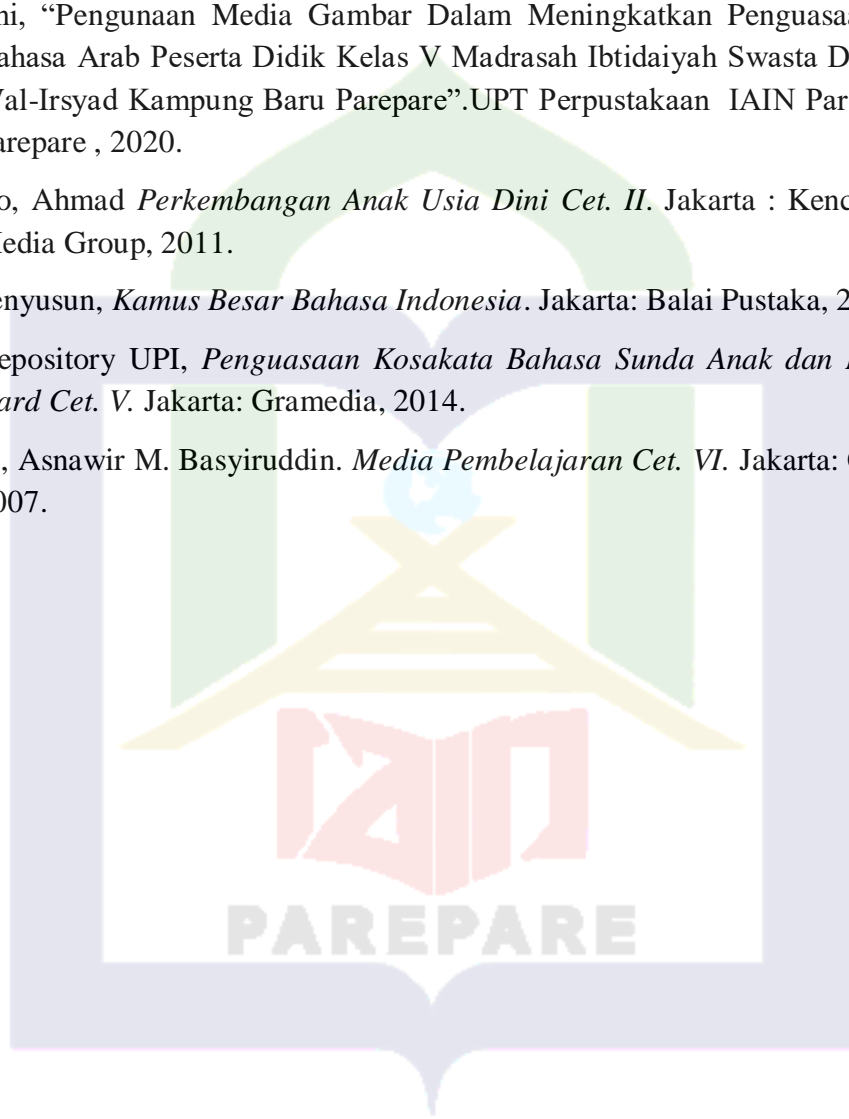 ni, “Pengunaan Media Gambar Dalam Meningkatkan Penguasaa
ahasa Arab Peserta Didik Kelas V Madrasah Ibtidaiyah Swasta D
Wal-Irsyad Kampung Baru Parepare”.UPT Perpustakaan IAIN Par
arepare , 2020.
o, Ahmad Perkembangan Anak Usia Dini Cet. II. Jakarta : Kenc
Media Group, 2011.
enyusun, Kamus Besar Bahasa Indonesia. Jakarta: Balai Pustaka, 2
epository UPI, Penguasaan Kosakata Bahasa Sunda Anak dan
ard Cet. V. Jakarta: Gramedia, 2014.
, Asnawir M. Basyiruddin. Media Pembelajaran Cet. VI. Jakarta:
007.
iain
PAREPARE